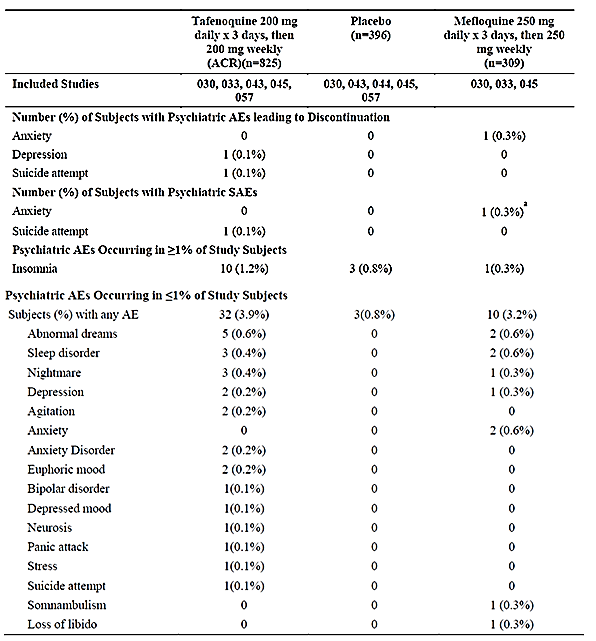 Tafenoquine 200 mg daily x 3 days, then 200 mg weekly (ACR)(n=825) Placebo (n=396) Mefloquine 250 mg daily x 3 days, then 250 mg weekly (n=309)
Included Studies 030, 033, 043, 045, 057 030, 043, 044, 045, 057 030, 033, 045
Number (%) of Subjects with Psychiatric AEs leading to Discontinuation
Anxiety 0 0 1 (0.3%)
Depression 1 (0.1%) 0 0
Suicide attempt 1 (0.1%) 0 0
Number (%) of Subjects with Psychiatric SAEs
Anxiety 0 0 1 (0.3%)a
Suicide attempt 1 (0.1%) 0 0
Psychiatric AEs Occurring in ≥1% of Study Subjects
Insomnia 10 (1.2%) 3 (0.8%) 1(0.3%)
Psychiatric AEs Occurring in ≤1% of Study Subjects
Subjects (%) with any AE 32 (3.9%) 3(0.8%) 10 (3.2%)
Abnormal dreams 5 (0.6%) 0 2 (0.6%)
Sleep disorder 3 (0.4%) 0 2 (0.6%)
Nightmare 3 (0.4%) 0 1 (0.3%)
Depression 2 (0.2%) 0 1 (0.3%)
Agitation 2 (0.2%) 0 0
Anxiety 0 0 2 (0.6%)
Anxiety Disorder 2 (0.2%) 0 0
Euphoric mood 2 (0.2%) 0 0
Bipolar disorder 1(0.1%) 0 0
Depressed mood 1(0.1%) 0 0
Neurosis 1(0.1%) 0 0
Panic attack 1(0.1%) 0 0
Stress 1(0.1%) 0 0
Suicide attempt 1(0.1%) 0 0
Somnambulism 0 0 1 (0.3%)
Loss of libido 0 0 1 (0.3%)